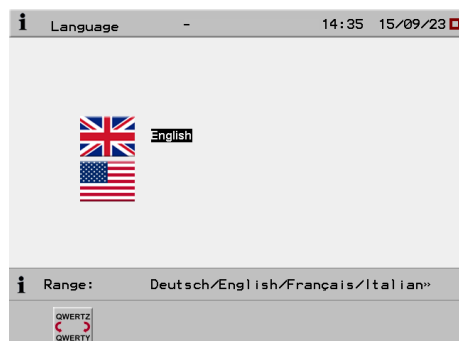 i Language - 14:35 15/09/23
English
i Range: Deutsch/English/Français/Italian»
QWERTZ
QWERTY